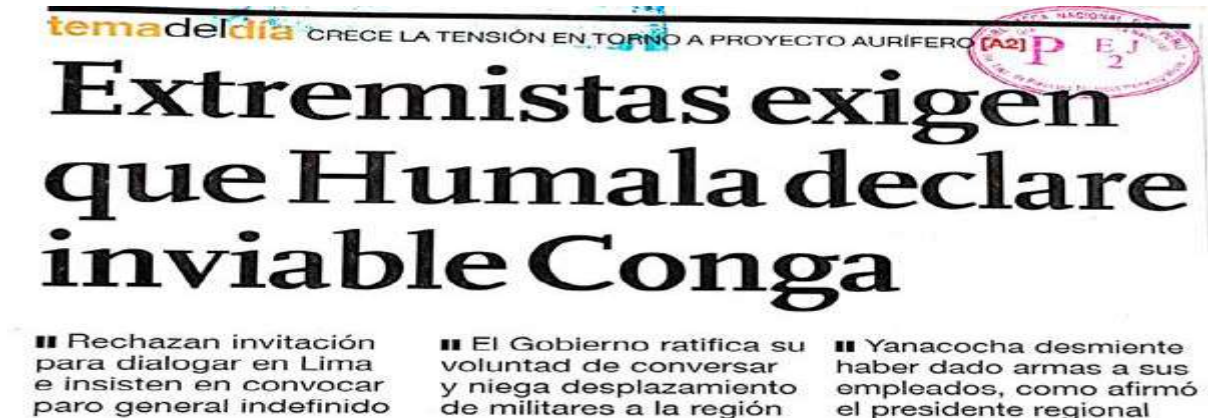 temadeldía CRECE LA TENSIÓN EN TORNO A PROYECTO AURÍFERO [A2]
P E J
2
Extremistas exigen
que Humala declare
inviable Conga
Rechazan invitación
para dialogar en Lima
e insisten en convocar
paro general indefinido
El Gobierno ratifica su
voluntad de conversar
y niega desplazamiento
de militares a la región
Yanacocha desmiente
haber dado armas a sus
empleados, como afirmó
el presidente regional